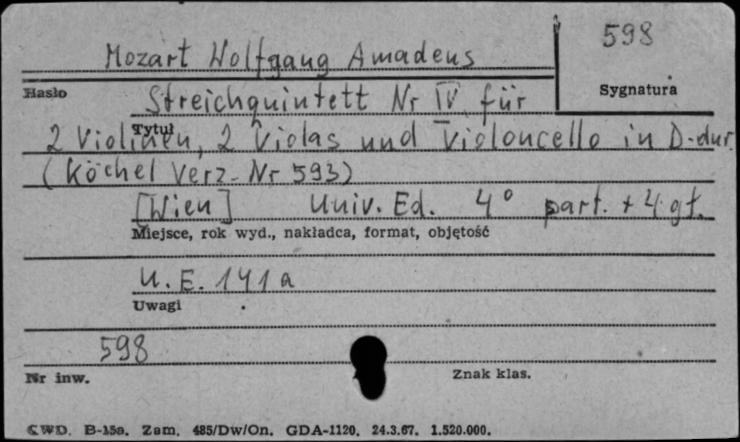 598
Mozart Wolfgang Amadeus
Hasło
Sygnatura
Streichquintett Nr IV für
Tytuł
2 Violinen, 2 Violas und Violoncello in D-dur
(Köchel Verz. Nr 593)
[Wien] Univ. Ed. 4° part. + 4 gł.
Miejsce, rok wyd., nakładca, format, objętość
U. E. 141a
Uwagi
598
Nr inw.
Znak klas.
CWD. B-15a. Zam. 485/Dw/On. GDA-1120. 24.3.67. 1.520.000.